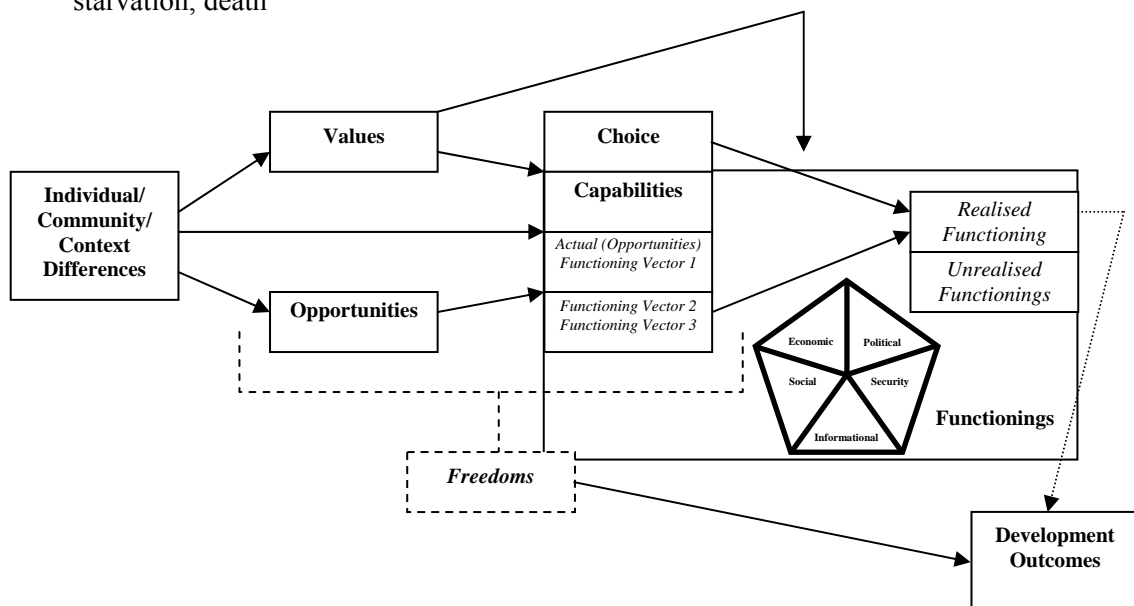 starvation, death
Values
Choice
Individual/
Community/
Context
Differences
Capabilities
Actual (Opportunities)
Functioning Vector 1
Opportunities
Functioning Vector 2
Functioning Vector 3
Realised
Functioning
Unrealised
Functionings
Economic
Political
Social
Security
Informational
Functionings
Freedoms
Development
Outcomes